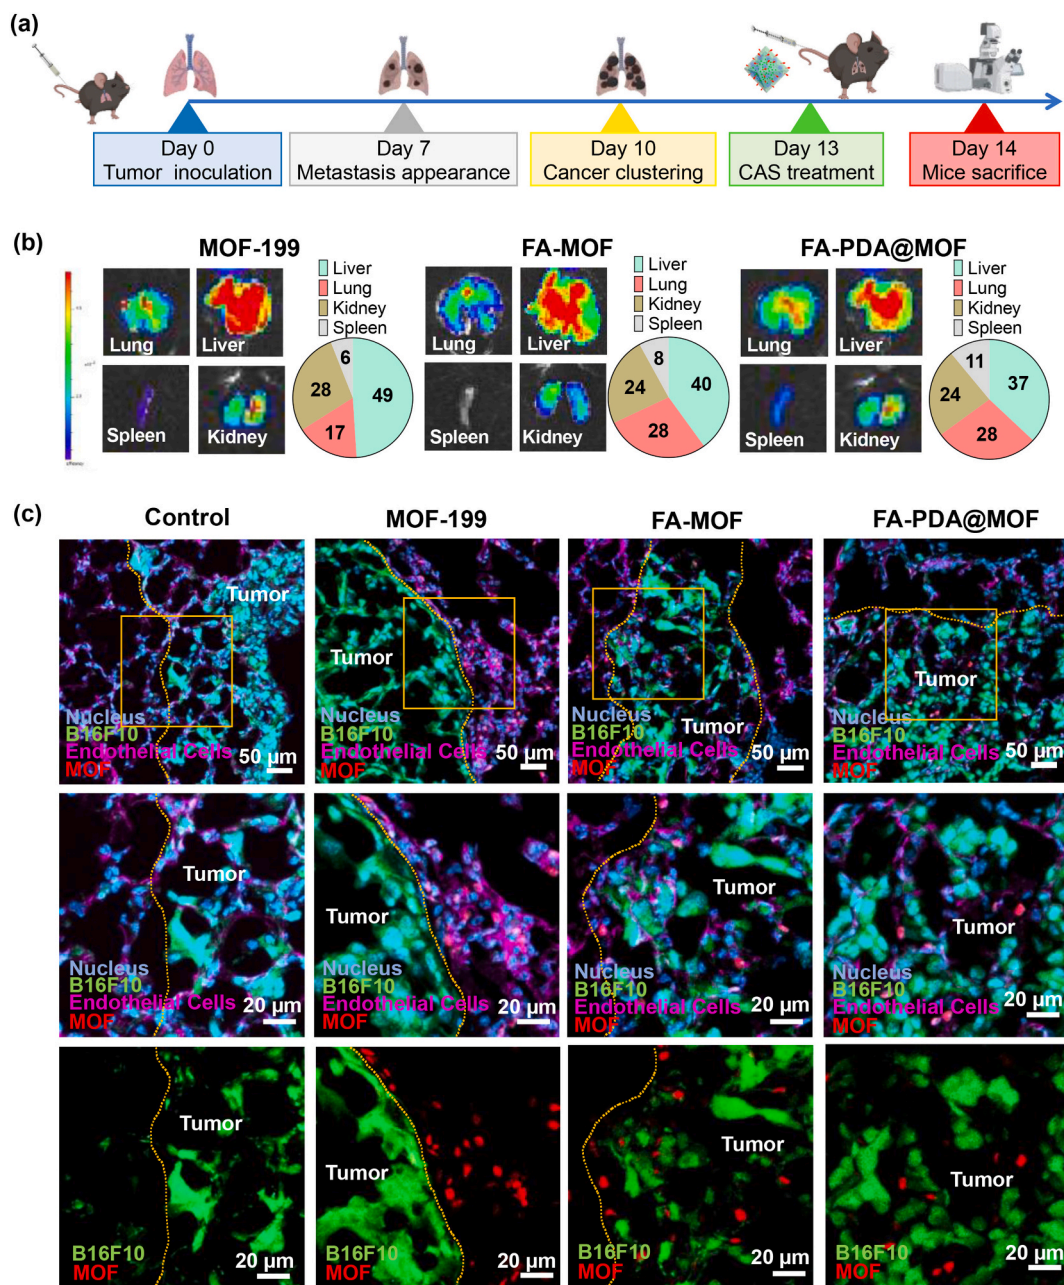 (a)
Day 0
Tumor inoculation
Day 7
Metastasis appearance
Day 10
Cancer clustering
Day 13
CAS treatment
Day 14
Mice sacrifice
(b)
MOF-199
Lung
Liver
Spleen
Kidney
Liver
Lung
Kidney
Spleen
6
28
49
17
FA-MOF
Lung
Liver
Spleen
Kidney
Liver
Lung
Kidney
Spleen
8
24
40
28
FA-PDA@MOF
Lung
Liver
Spleen
Kidney
Liver
Lung
Kidney
Spleen
11
24
37
28
(c)
Control
MOF-199
FA-MOF
FA-PDA@MOF
Tumor
Nucleus
B16F10
Endothelial Cells
MOF
50 µm
Tumor
Nucleus
B16F10
Endothelial Cells
MOF
50 µm
Tumor
Nucleus
B16F10
Endothelial Cells
MOF
50 µm
Tumor
Nucleus
B16F10
Endothelial Cells
MOF
50 µm
Tumor
Nucleus
B16F10
Endothelial Cells
MOF
20 µm
Tumor
Nucleus
B16F10
Endothelial Cells
MOF
20 µm
Tumor
Nucleus
B16F10
Endothelial Cells
MOF
20 µm
Tumor
Nucleus
B16F10
Endothelial Cells
MOF
20 µm
Tumor
B16F10
MOF
20 µm
Tumor
B16F10
MOF
20 µm
Tumor
B16F10
MOF
20 µm
Tumor
B16F10
MOF
20 µm